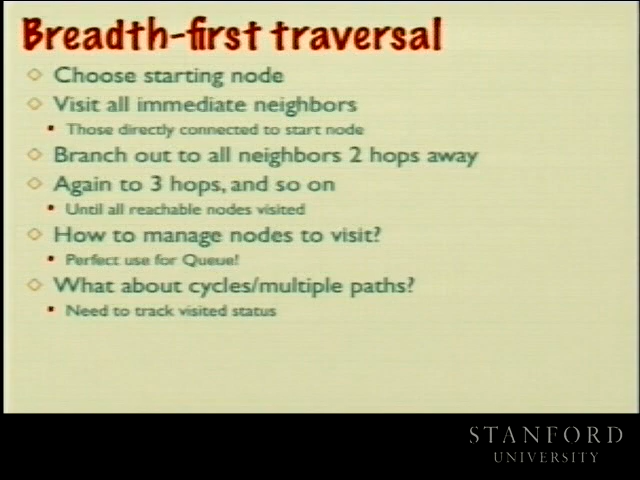 Breadth-first traversal
Choose starting node
Visit all immediate neighbors
Those directly connected to start node
Branch out to all neighbors 2 hops away
Again to 3 hops, and so on
Until all reachable nodes visited
How to manage nodes to visit?
Perfect use for Queue!
What about cycles/multiple paths?
Need to track visited status
STANFORD
UNIVERSITY